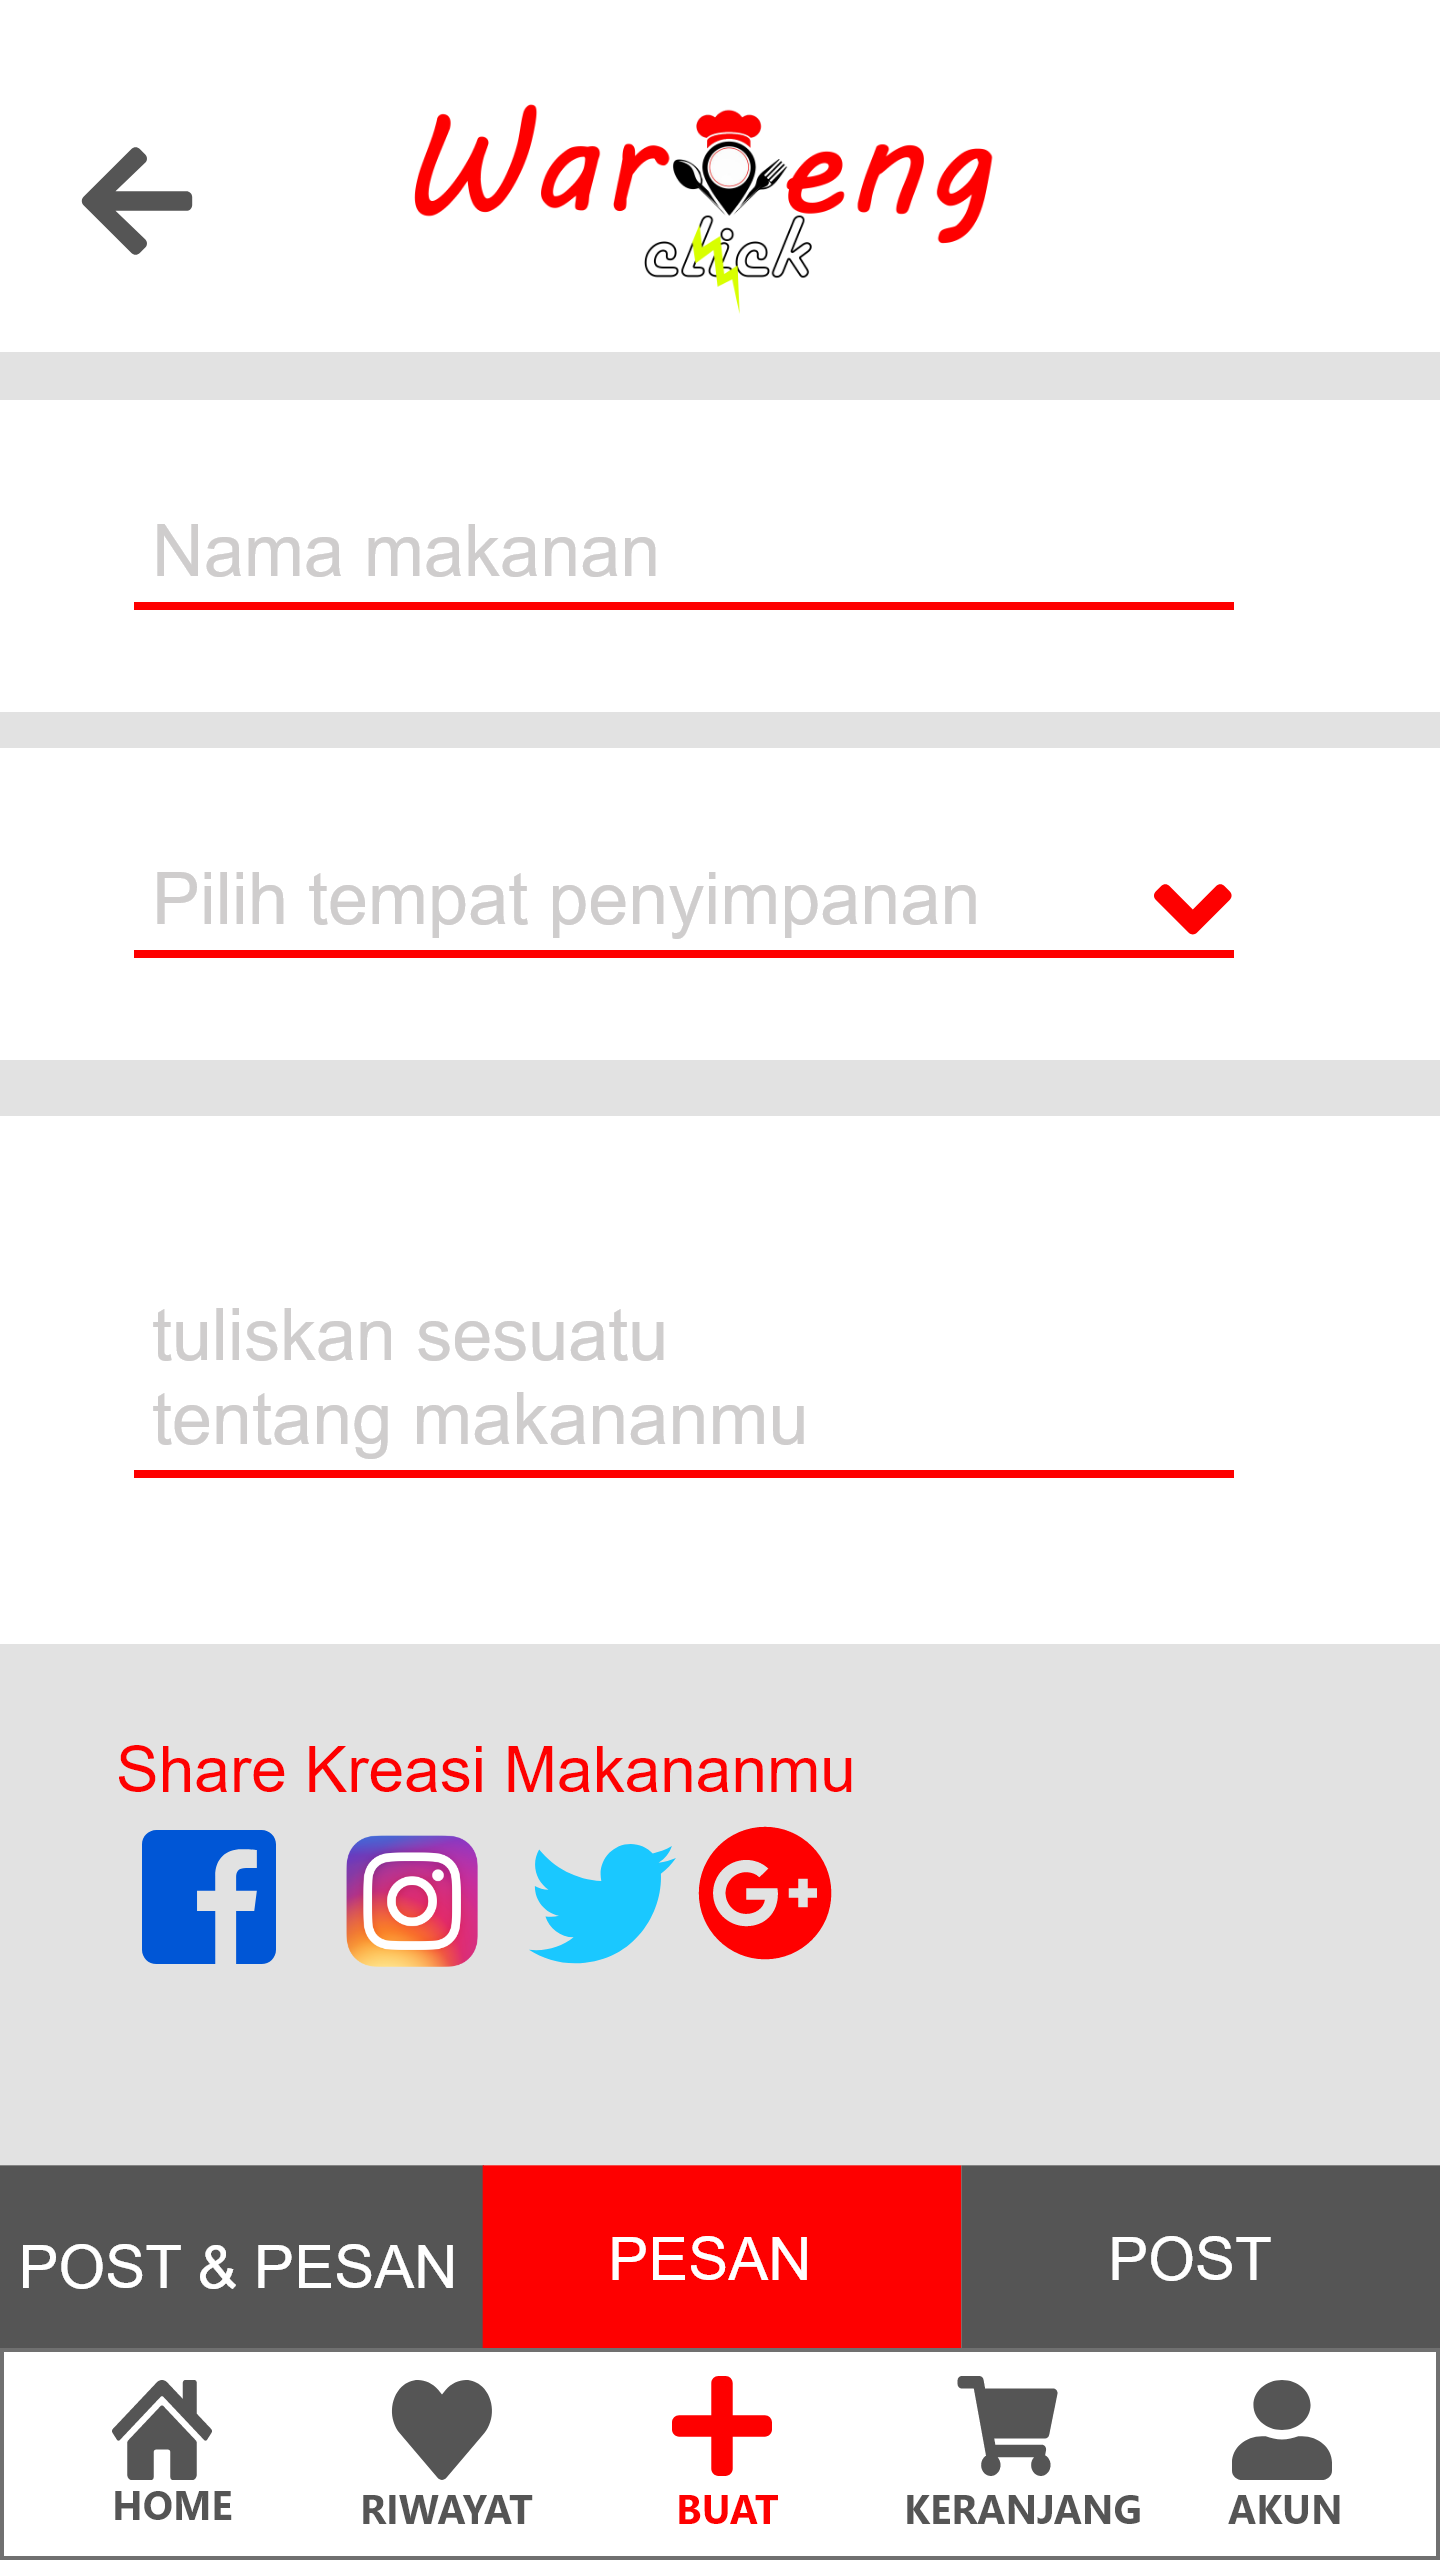 Waroeng
click
Nama makanan
Pilih tempat penyimpanan
tuliskan sesuatu
tentang makananmu
Share Kreasi Makananmu
POST & PESAN
PESAN
POST
HOME
RIWAYAT
BUAT
KERANJANG
AKUN